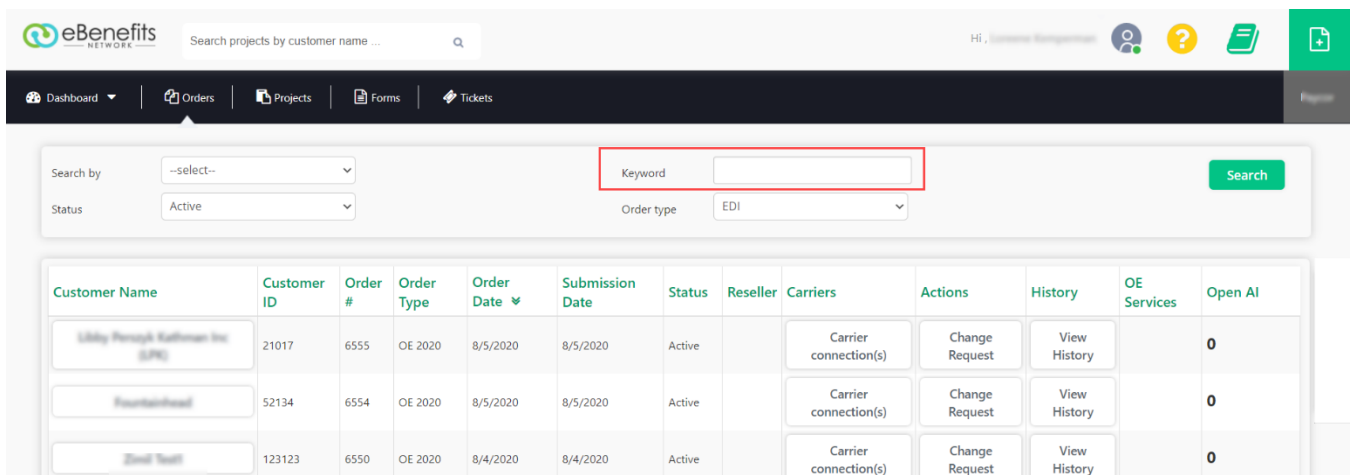 eBenefits
NETWORK
Search projects by customer name ...
Hi ,
Dashboard Orders Projects Forms Tickets
Search by --select-- Keyword Search
Status Active Order type EDI
Customer Name Customer ID Order # Order Type Order Date Submission Date Status Reseller Carriers Actions History OE Services Open AI
21017 6555 OE 2020 8/5/2020 8/5/2020 Active Carrier connection(s) Change Request View History 0
52134 6554 OE 2020 8/5/2020 8/5/2020 Active Carrier connection(s) Change Request View History 0
123123 6550 OE 2020 8/4/2020 8/4/2020 Active Carrier connection(s) Change Request View History 0